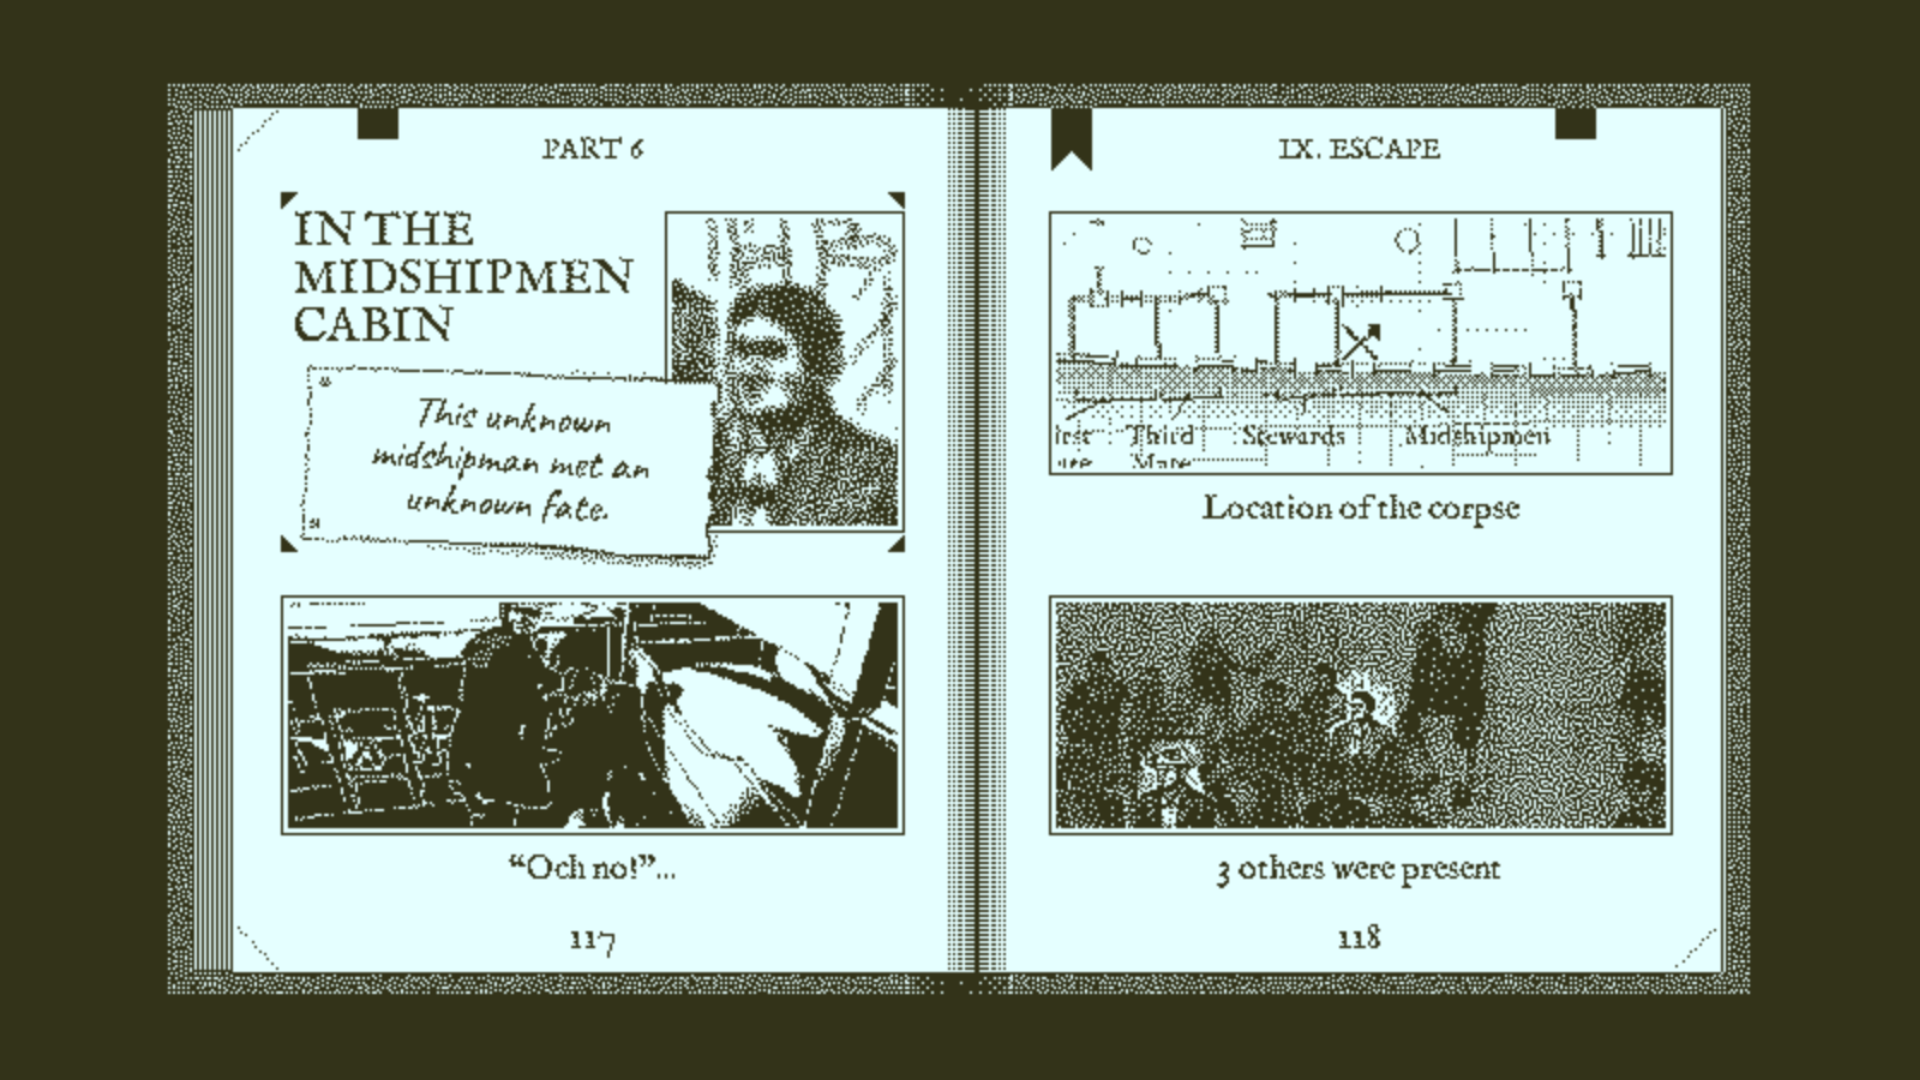 PART 6
IN THE
MIDSHIPMEN
CABIN
This unknown
midshipman met an
unknown fate.
“Och no!”...
117
IX. ESCAPE
Third Stewards Midshipmen
Mate
Location of the corpse
3 others were present
118